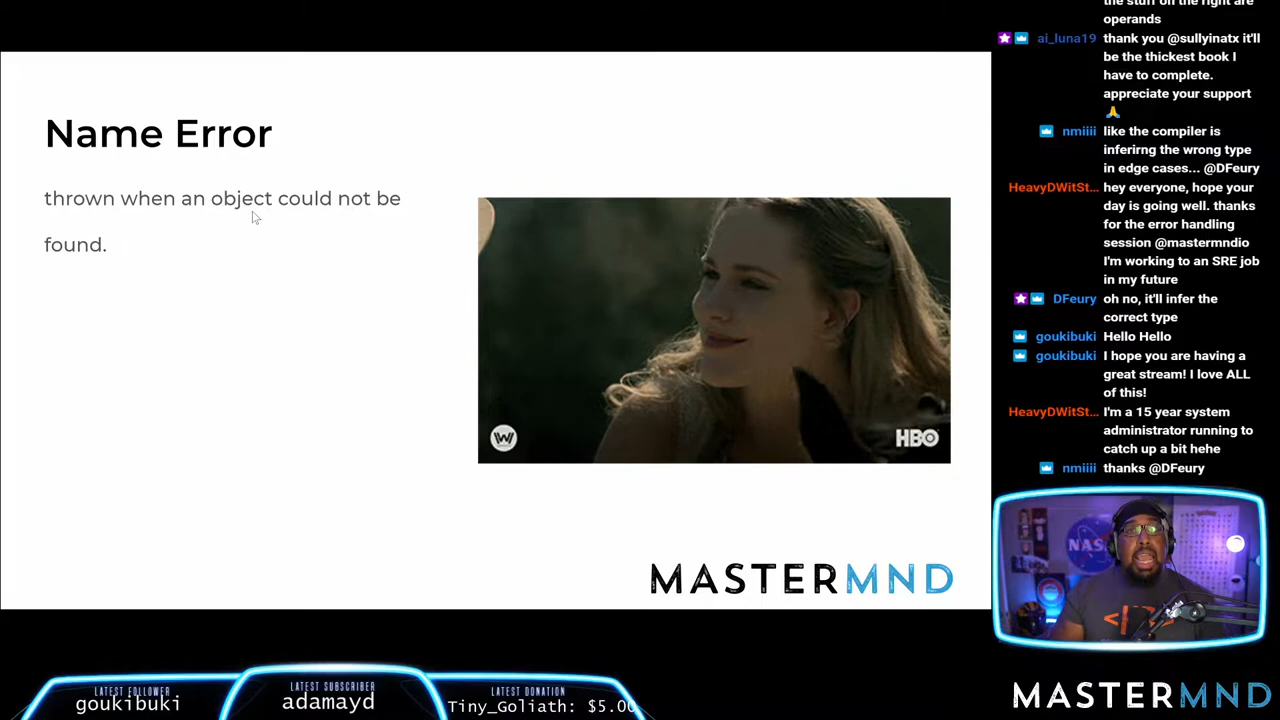 Name Error
thrown when an object could not be
found.
W
HBO
MASTERMND
the stuff on the right are
operands
ai_luna19 thank you @sullyinatx it'll
be the thickest book I
have to complete.
appreciate your support
🙏
nmiiii like the compiler is
inferirng the wrong type
in edge cases... @DFeury
HeavyDWitSt... hey everyone, hope your
day is going well. thanks
for the error handling
session @mastermndio
I'm working to an SRE job
in my future
DFeury oh no, it'll infer the
correct type
goukibuki Hello Hello
goukibuki I hope you are having a
great stream! I love ALL
of this!
HeavyDWitSt... I'm a 15 year system
administrator running to
catch up a bit hehe
nmiiii thanks @DFeury
NASA
LATEST FOLLOWER
goukibuki
LATEST SUBSCRIBER
adamayd
LATEST DONATION
Tiny_Goliath: $5.00
MASTERMND